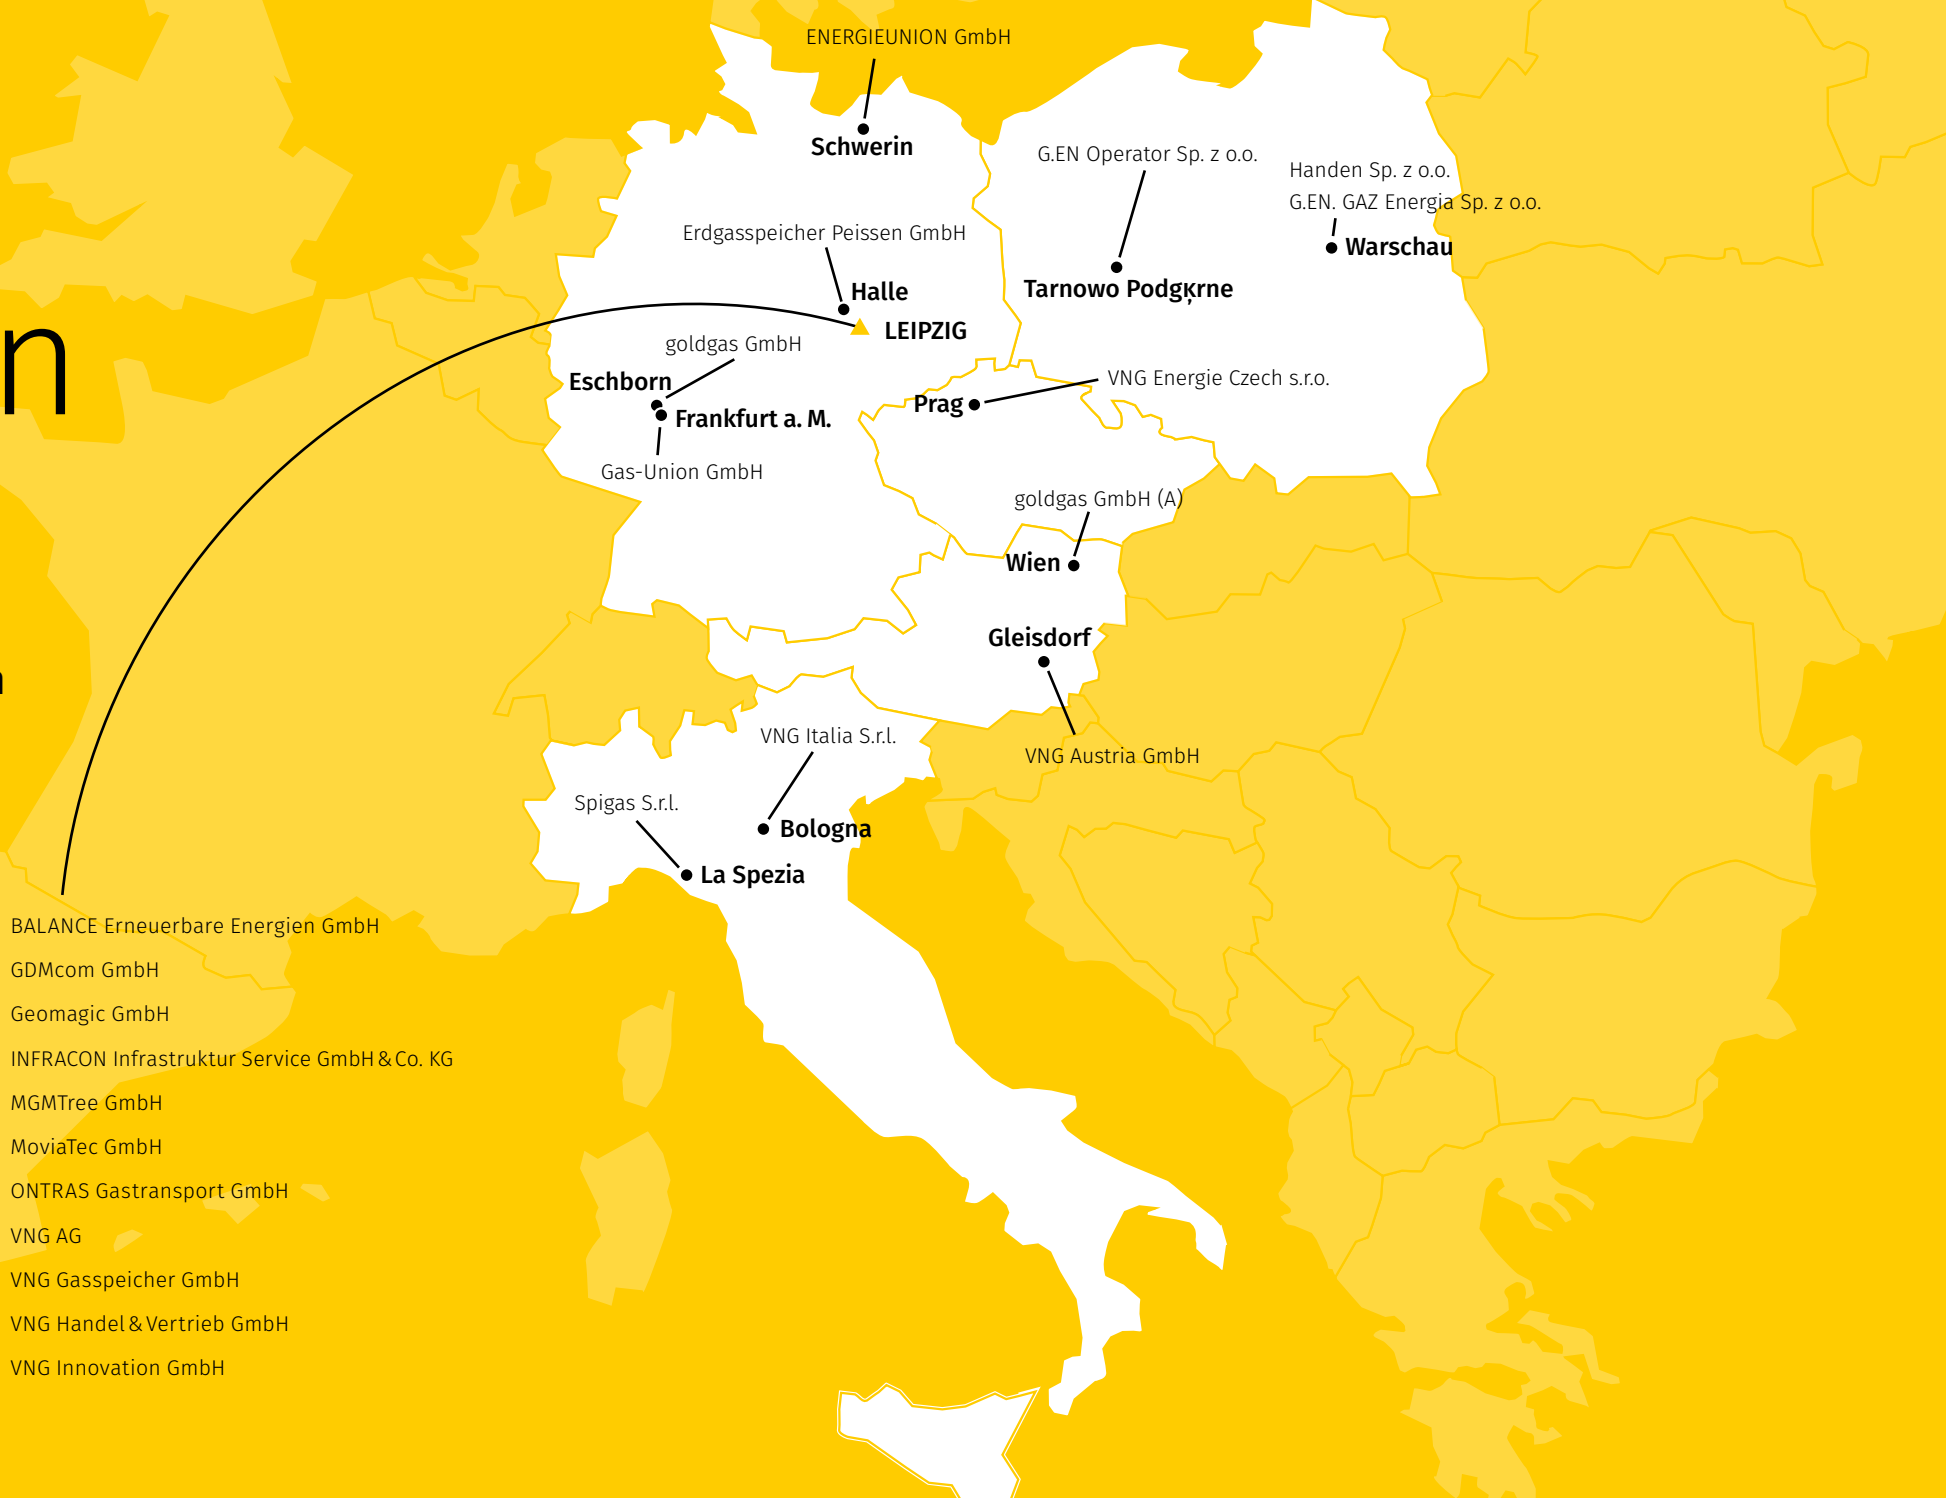 ENERGIEUNION GmbH
Schwerin
G.EN Operator Sp. z o.o.
Handen Sp. z o.o.
G.EN. GAZ Energia Sp. z o.o.
Warschau
Erdgasspeicher Peissen GmbH
Halle
Tarnowo Podgķrne
LEIPZIG
n
goldgas GmbH
Eschborn
VNG Energie Czech s.r.o.
Prag
Frankfurt a. M.
Gas-Union GmbH
goldgas GmbH (A)
Wien
Gleisdorf
VNG Italia S.r.l.
VNG Austria GmbH
Spigas S.r.l.
Bologna
La Spezia
BALANCE Erneuerbare Energien GmbH
GDMcom GmbH
Geomagic GmbH
INFRACON Infrastruktur Service GmbH & Co. KG
MGMTree GmbH
MoviaTec GmbH
ONTRAS Gastransport GmbH
VNG AG
VNG Gasspeicher GmbH
VNG Handel & Vertrieb GmbH
VNG Innovation GmbH